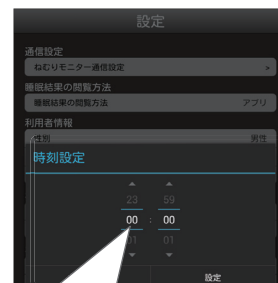 設定
通信設定
ねむりモニター通信設定 >
睡眠結果の閲覧方法
睡眠結果の閲覧方法 アプリ
利用者情報
性別 男性
時刻設定
23 59
00 : 00
01 01
設定